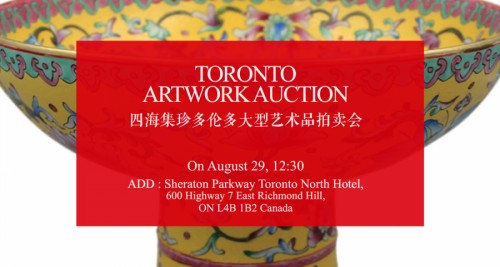 TORONTO
ARTWORK AUCTION
四海集珍多伦多大型艺术品拍卖会
On August 29, 12:30
ADD : Sheraton Parkway Toronto North Hotel,
600 Highway 7 East Richmond Hill,
ON L4B 1B2 Canada